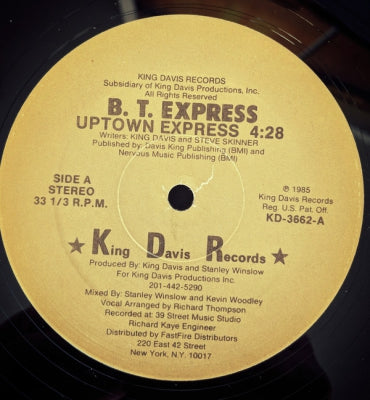 KING DAVIS RECORDS
Subsidiary of King Davis Productions, Inc.
All Rights Reserved
B. T. EXPRESS
UPTOWN EXPRESS 4:28
Writers: KING DAVIS and STEVE SKINNER
Published by: Davis King Publishing (BMI) and
Nervous Music Publishing (BMI)
SIDE A
STEREO
33 1/3 R.P.M.
℗ 1985
King Davis Records
Reg. U.S. Pat. Off.
KD-3662-A
★ King Davis Records ★
Produced By: King Davis and Stanley Winslow
For King Davis Productions Inc.
201-442-5290
Mixed By: Stanley Winslow and Kevin Woodley
Vocal Arranged by Richard Thompson
Recorded at: 39 Street Music Studio
Richard Kaye Engineer
Distributed by FastFire Distributors
220 East 42 Street
New York, N.Y. 10017